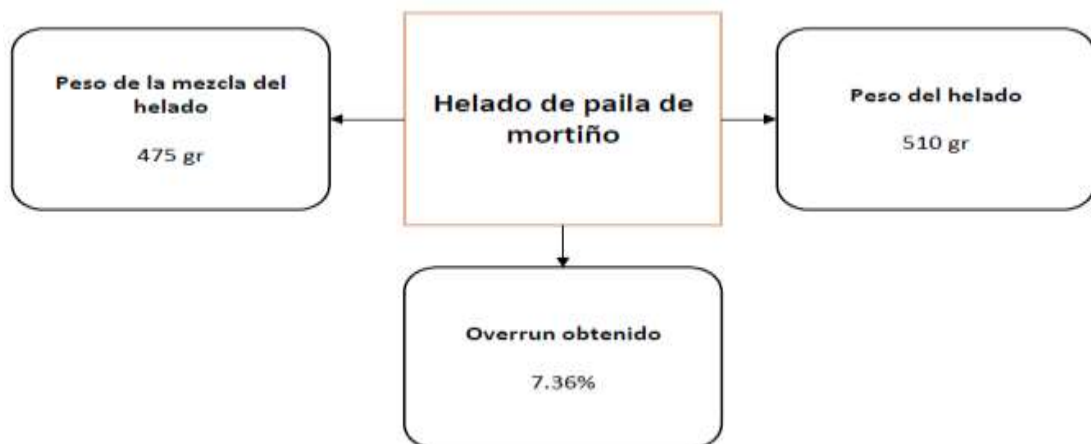 Peso de la mezcla del
helado
475 gr
Helado de paila de
mortiño
Peso del helado
510 gr
Overrun obtenido
7.36%